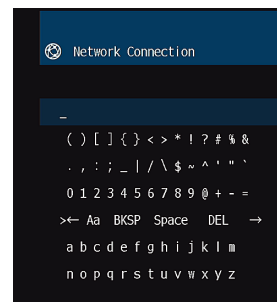 Network Connection
_
( ) [ ] { } < > * ! ? # % &
. , : ; _ | / \ $ ~ ^ ' " `
0 1 2 3 4 5 6 7 8 9 @ + - =
>← Aa BKSP Space DEL →
a b c d e f g h i j k l m
n o p q r s t u v w x y z